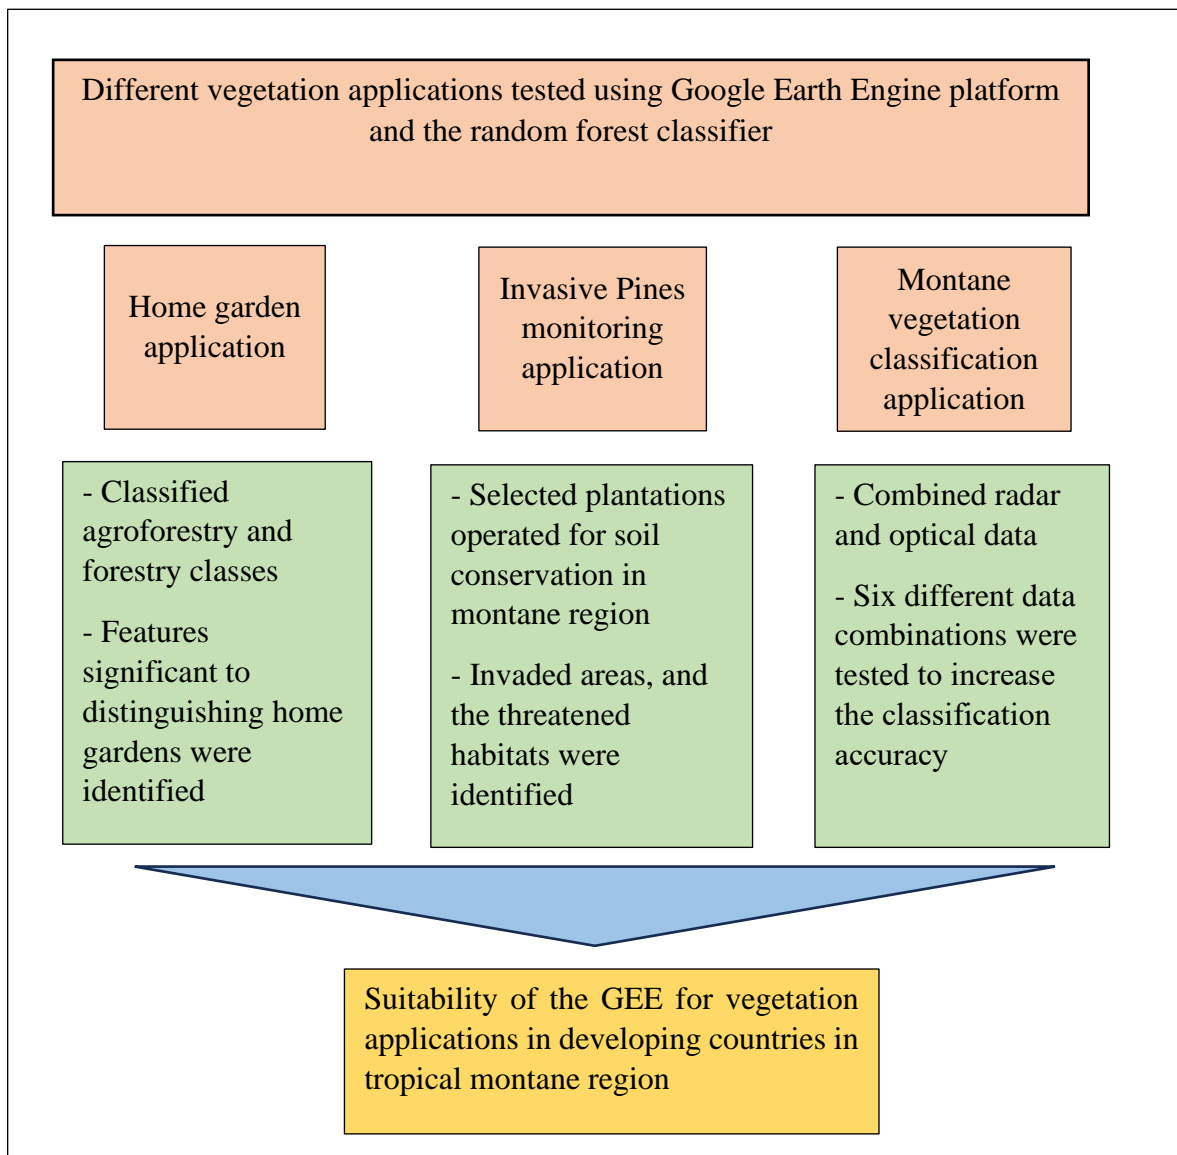 Different vegetation applications tested using Google Earth Engine platform
and the random forest classifier
Home garden
application
Invasive Pines
monitoring
application
Montane
vegetation
classification
application
- Classified
agroforestry and
forestry classes
- Features
significant to
distinguishing home
gardens were
identified
- Selected plantations
operated for soil
conservation in
montane region
- Invaded areas, and
the threatened
habitats were
identified
- Combined radar
and optical data
- Six different data
combinations were
tested to increase
the classification
accuracy
Suitability of the GEE for vegetation
applications in developing countries in
tropical montane region